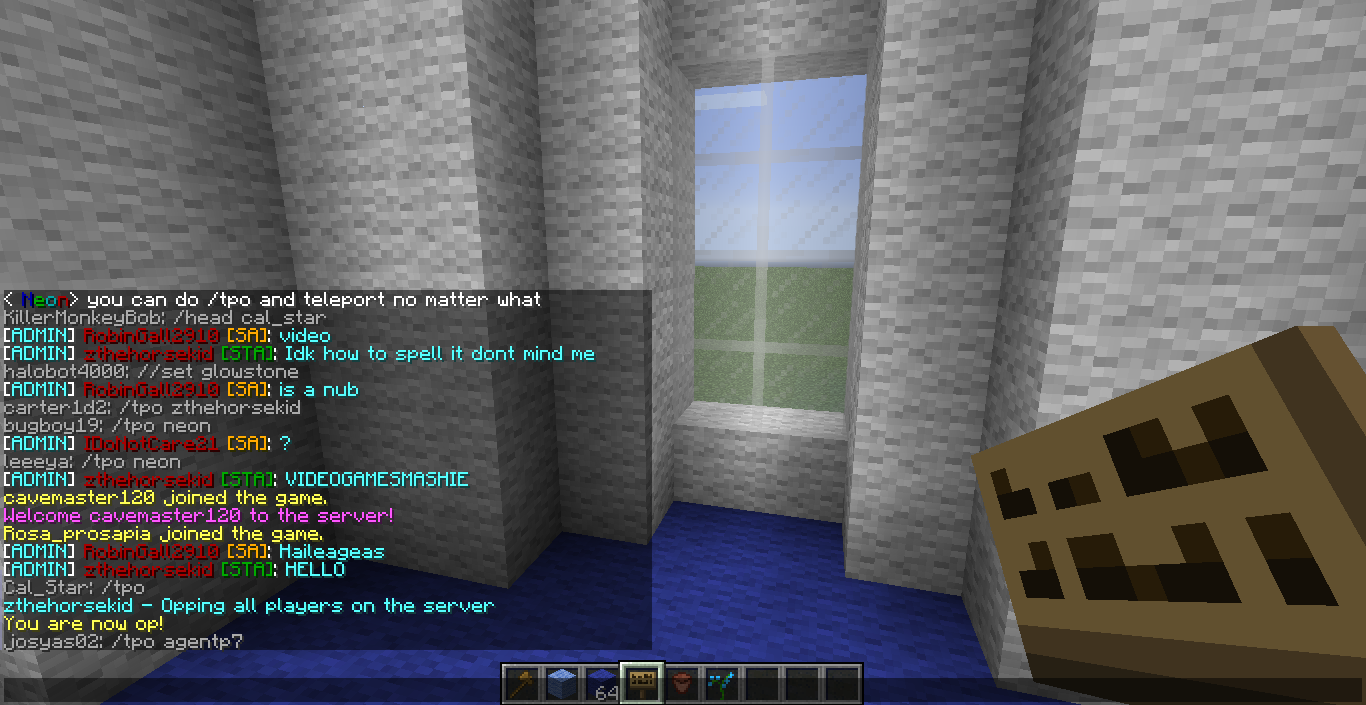 < Neon> you can do /tpo and teleport no matter what
KillerMonkeyBob: /head cal_star
[ADMIN] RobinGall2910 [SA]: video
[ADMIN] zthehorsekid [STA]: Idk how to spell it dont mind me
halobot4000: //set glowstone
[ADMIN] RobinGall2910 [SA]: is a nub
carter1d2: /tpo zthehorsekid
bugboy19: /tpo neon
[ADMIN] IDoNotCare21 [SA]: ?
leeeya: /tpo neon
[ADMIN] zthehorsekid [STA]: VIDEOGAMESMASHIE
cavemaster120 joined the game.
Welcome cavemaster120 to the server!
Rosa_prosapia joined the game.
[ADMIN] RobinGall2910 [SA]: Haileageas
[ADMIN] zthehorsekid [STA]: HELLO
Cal_Star: /tpo
zthehorsekid - Opping all players on the server
You are now op!
josyas02: /tpo agentp7
64